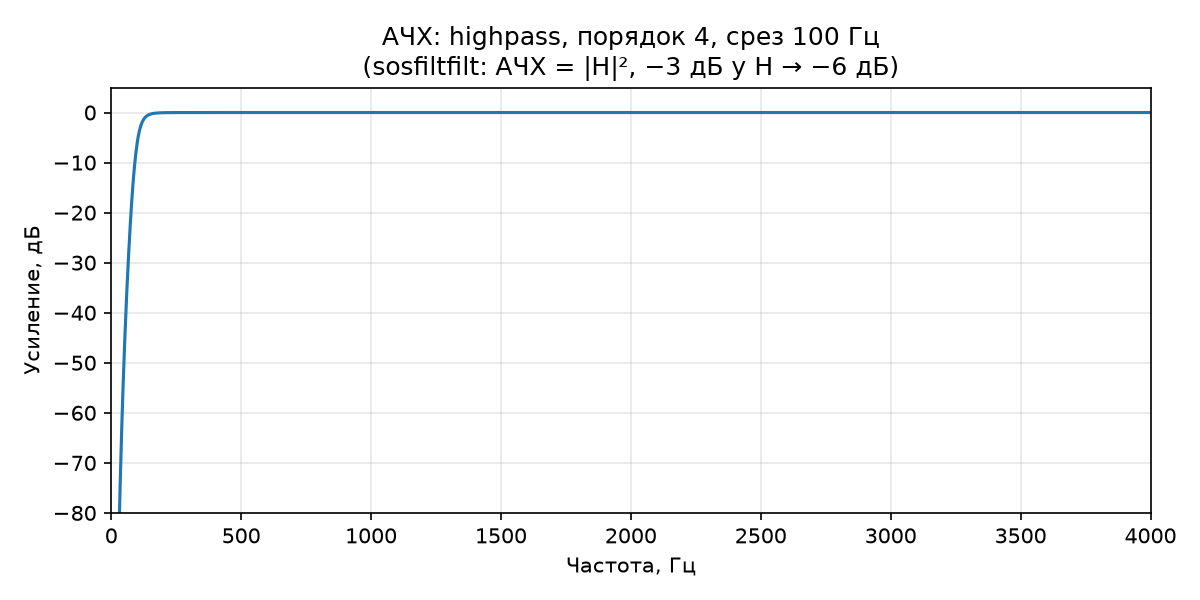 АЧХ: highpass, порядок 4, срез 100 Гц
(sosfiltfilt: АЧХ = |H|², −3 дБ у H → −6 дБ)
Усиление, дБ
0
−10
−20
−30
−40
−50
−60
−70
−80
0 500 1000 1500 2000 2500 3000 3500 4000
Частота, Гц